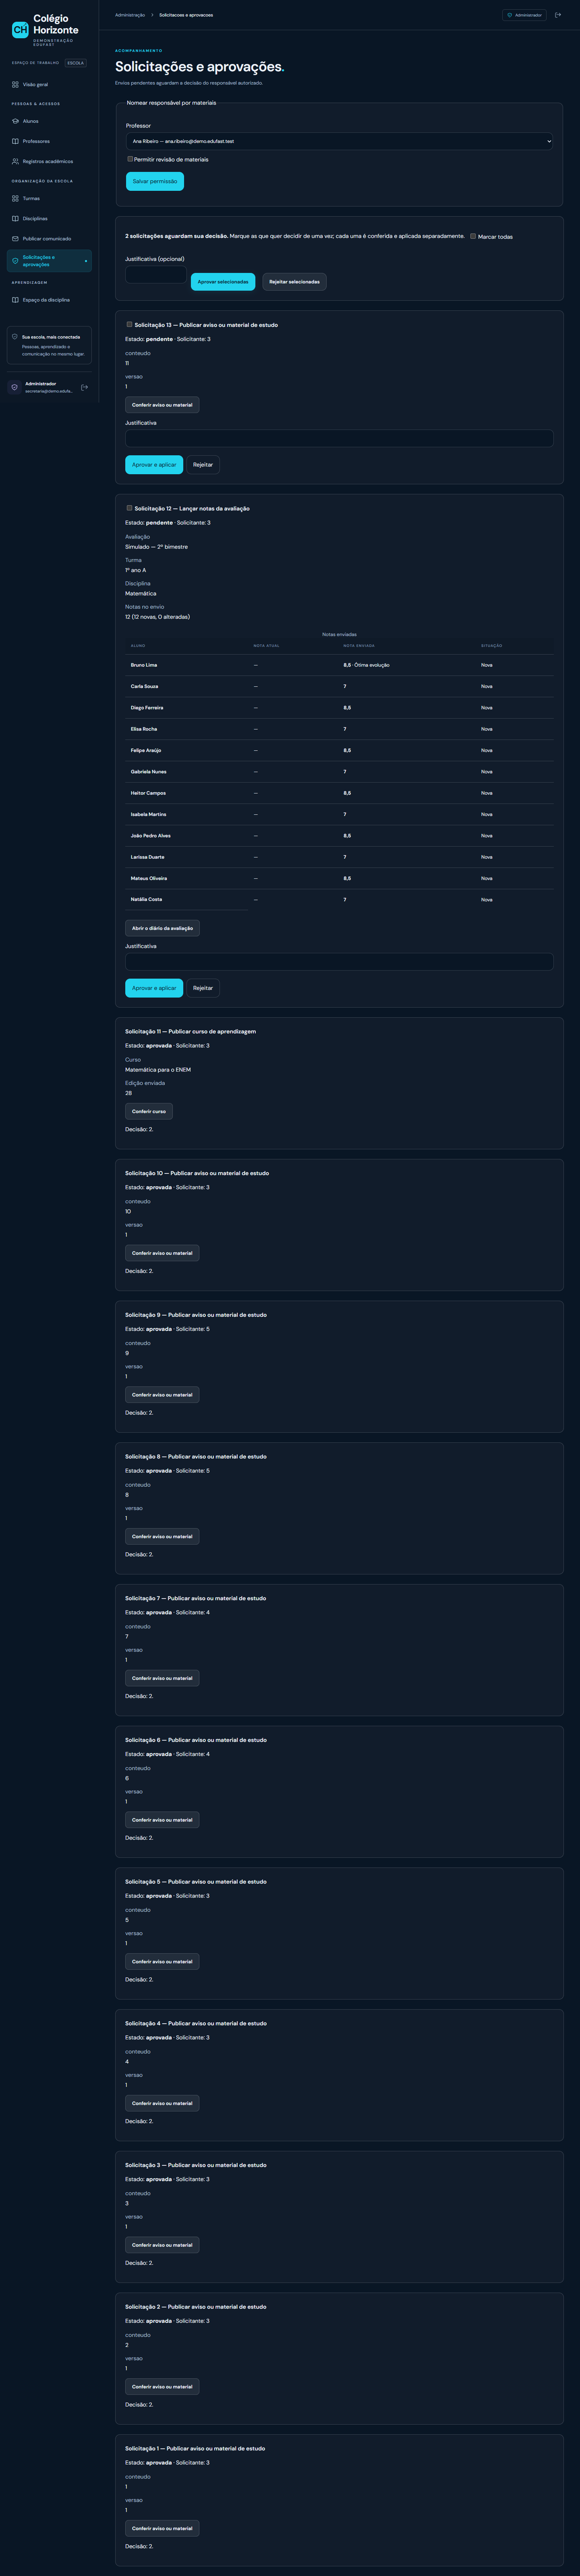 Colégio
Horizonte
DEMONSTRAÇÃO
EDUFAST
CH
ESPAÇO DE TRABALHO
ESCOLA
Visão geral
PESSOAS & ACESSOS
Alunos
Professores
Registros acadêmicos
ORGANIZAÇÃO DA ESCOLA
Turmas
Disciplinas
Publicar comunicado
Solicitações e
aprovações
APRENDIZAGEM
Espaço da disciplina
Sua escola, mais conectada
Pessoas, aprendizado e
comunicação no mesmo lugar.
Administrador
secretaria@demo.edufa...
Administração > Solicitacoes e aprovacoes
Administrador
ACOMPANHAMENTO
Solicitações e aprovações.
Envios pendentes aguardam a decisão do responsável autorizado.
Nomear responsável por materiais
Professor
Ana Ribeiro — ana.ribeiro@demo.edufast.test
Permitir revisão de materiais
Salvar permissão
2 solicitações aguardam sua decisão. Marque as que quer decidir de uma vez; cada uma é conferida e aplicada separadamente. Marcar todas
Justificativa (opcional)
Aprovar selecionadas
Rejeitar selecionadas
Solicitação 13 — Publicar aviso ou material de estudo
Estado: pendente · Solicitante: 3
conteudo
11
versao
1
Conferir aviso ou material
Justificativa
Aprovar e aplicar
Rejeitar
Solicitação 12 — Lançar notas da avaliação
Estado: pendente · Solicitante: 3
Avaliação
Simulado — 2º bimestre
Turma
1º ano A
Disciplina
Matemática
Notas no envio
12 (12 novas, 0 alteradas)
Notas enviadas
ALUNO NOTA ATUAL NOTA ENVIADA SITUAÇÃO
Bruno Lima — 8,5 · Ótima evolução Nova
Carla Souza — 7 Nova
Diego Ferreira — 8,5 Nova
Elisa Rocha — 7 Nova
Felipe Araújo — 8,5 Nova
Gabriela Nunes — 7 Nova
Heitor Campos — 8,5 Nova
Isabela Martins — 7 Nova
João Pedro Alves — 8,5 Nova
Larissa Duarte — 7 Nova
Mateus Oliveira — 8,5 Nova
Natália Costa — 7 Nova
Abrir o diário da avaliação
Justificativa
Aprovar e aplicar
Rejeitar
Solicitação 11 — Publicar curso de aprendizagem
Estado: aprovada · Solicitante: 3
Curso
Matemática para o ENEM
Edição enviada
28
Conferir curso
Decisão: 2.
Solicitação 10 — Publicar aviso ou material de estudo
Estado: aprovada · Solicitante: 3
conteudo
10
versao
1
Conferir aviso ou material
Decisão: 2.
Solicitação 9 — Publicar aviso ou material de estudo
Estado: aprovada · Solicitante: 5
conteudo
9
versao
1
Conferir aviso ou material
Decisão: 2.
Solicitação 8 — Publicar aviso ou material de estudo
Estado: aprovada · Solicitante: 5
conteudo
8
versao
1
Conferir aviso ou material
Decisão: 2.
Solicitação 7 — Publicar aviso ou material de estudo
Estado: aprovada · Solicitante: 4
conteudo
7
versao
1
Conferir aviso ou material
Decisão: 2.
Solicitação 6 — Publicar aviso ou material de estudo
Estado: aprovada · Solicitante: 4
conteudo
6
versao
1
Conferir aviso ou material
Decisão: 2.
Solicitação 5 — Publicar aviso ou material de estudo
Estado: aprovada · Solicitante: 3
conteudo
5
versao
1
Conferir aviso ou material
Decisão: 2.
Solicitação 4 — Publicar aviso ou material de estudo
Estado: aprovada · Solicitante: 3
conteudo
4
versao
1
Conferir aviso ou material
Decisão: 2.
Solicitação 3 — Publicar aviso ou material de estudo
Estado: aprovada · Solicitante: 3
conteudo
3
versao
1
Conferir aviso ou material
Decisão: 2.
Solicitação 2 — Publicar aviso ou material de estudo
Estado: aprovada · Solicitante: 3
conteudo
2
versao
1
Conferir aviso ou material
Decisão: 2.
Solicitação 1 — Publicar aviso ou material de estudo
Estado: aprovada · Solicitante: 3
conteudo
1
versao
1
Conferir aviso ou material
Decisão: 2.